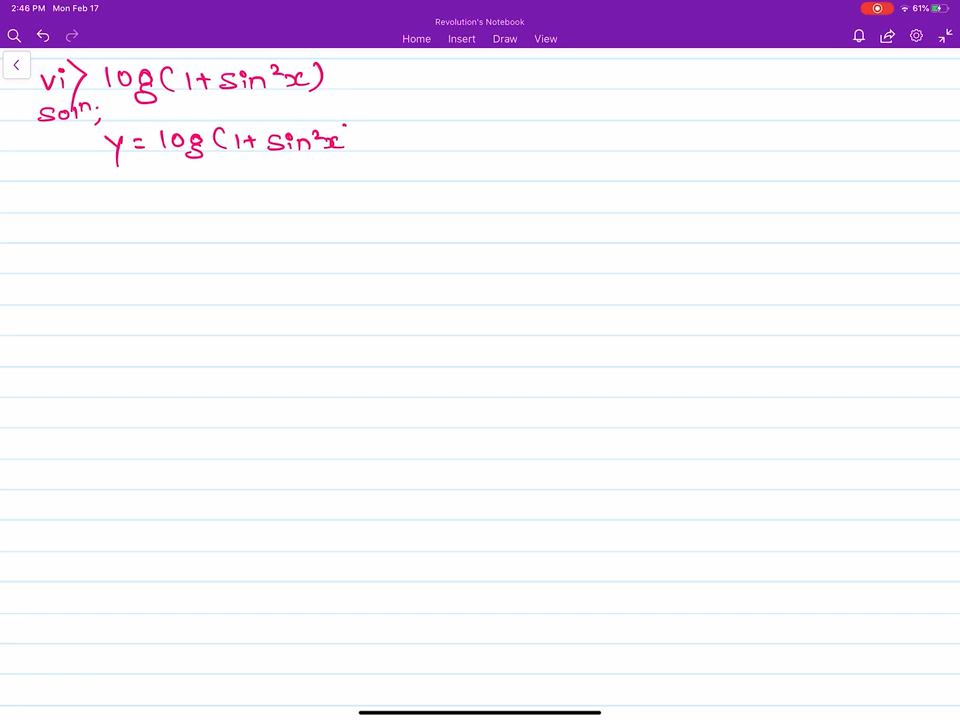 2:46 PM Mon Feb 17
61%
Revolution's Notebook
Home Insert Draw View
vi> log(1+sin²x)
soln;
y = log(1+ sin²x